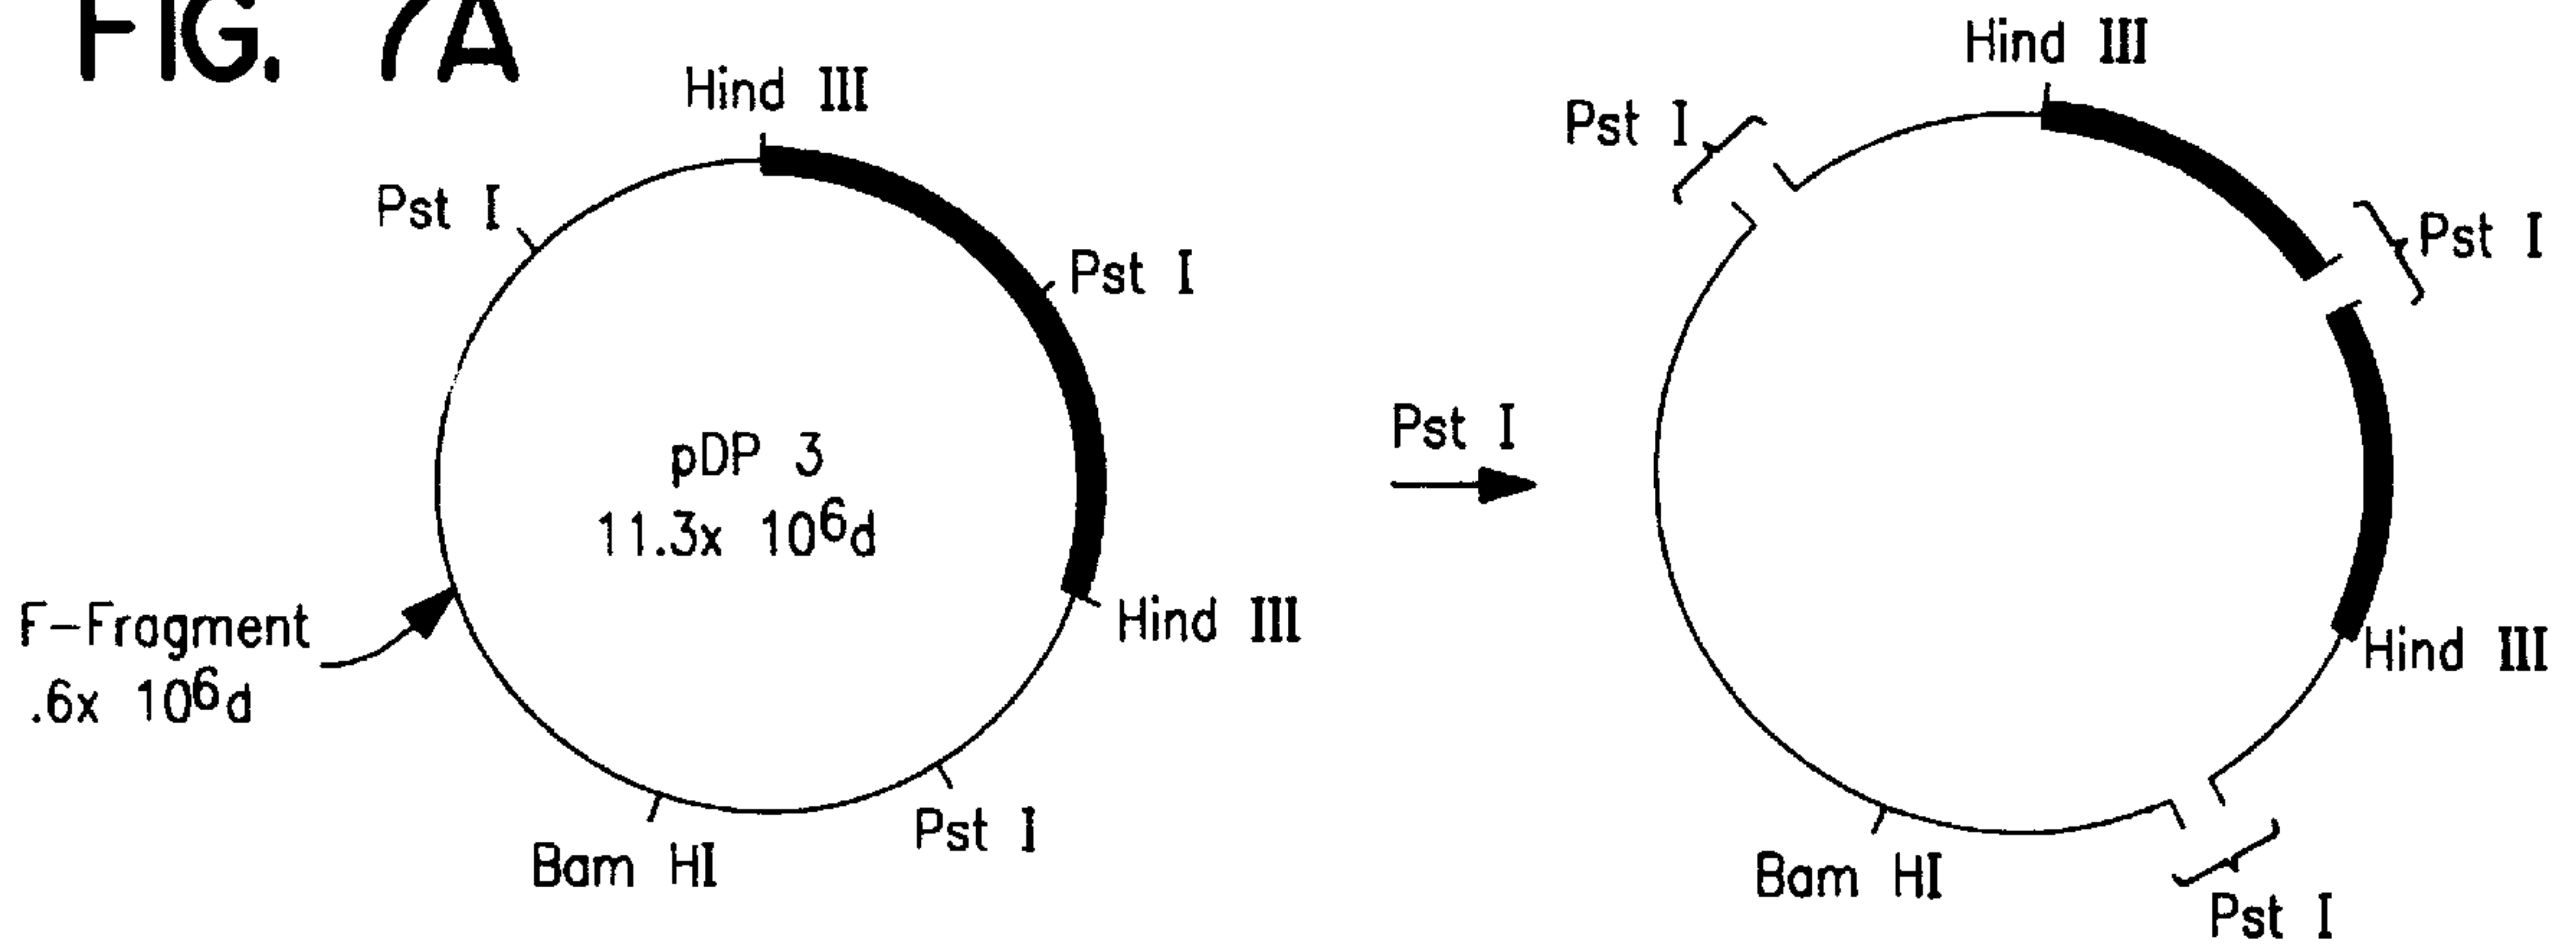 FIG. 7A
Hind III
Pst I
Pst I
pDP 3
11.3x 10⁶d
F-Fragment
.6x 10⁶d
Hind III
Pst I
Bam HI
Pst I
Hind III
Pst I
Pst I
Hind III
Bam HI
Pst I